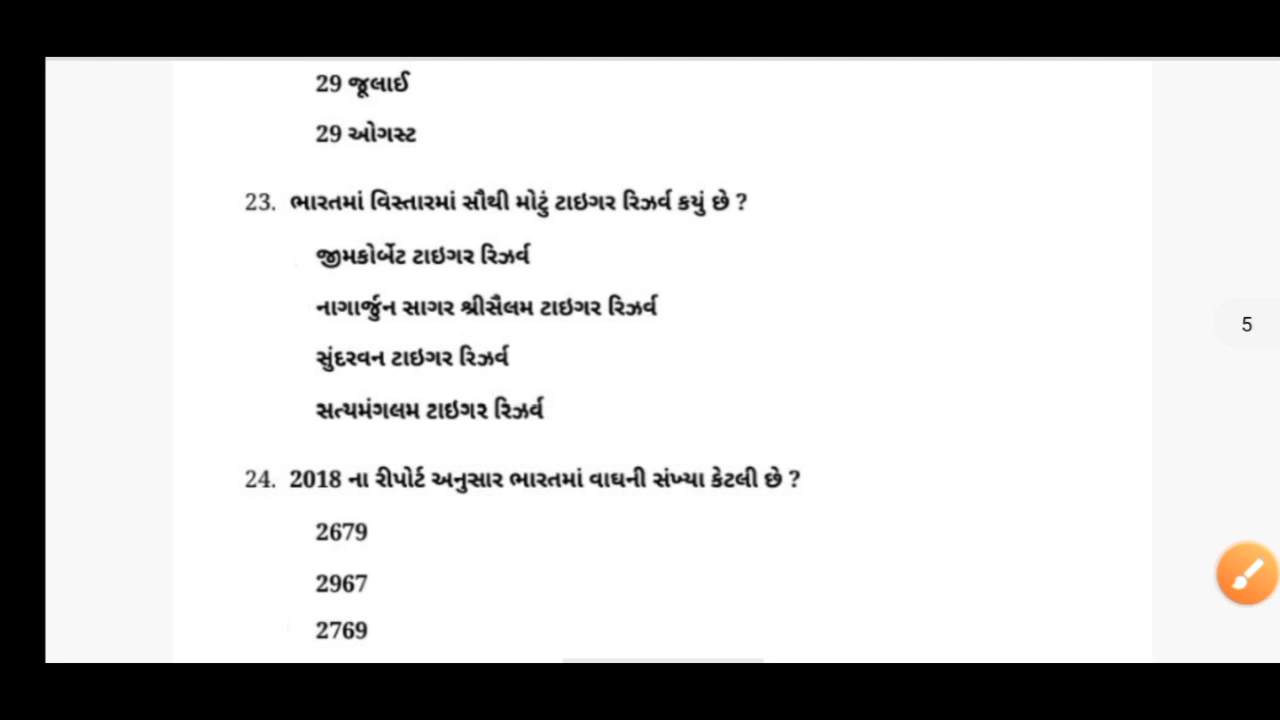 29 જૂલાઈ
29 ઓગસ્ટ
23. ભારતમાં વિસ્તારમાં સૌથી મોટું ટાઇગર રિઝર્વ કયું છે ?
જીમકોર્બેટ ટાઇગર રિઝર્વ
નાગાર્જુન સાગર શ્રીસૈલમ ટાઇગર રિઝર્વ
5
સુંદરવન ટાઇગર રિઝર્વ
સત્યમંગલમ ટાઇગર રિઝર્વ
24. 2018 ના રીપોર્ટ અનુસાર ભારતમાં વાઘની સંખ્યા કેટલી છે ?
2679
2967
2769